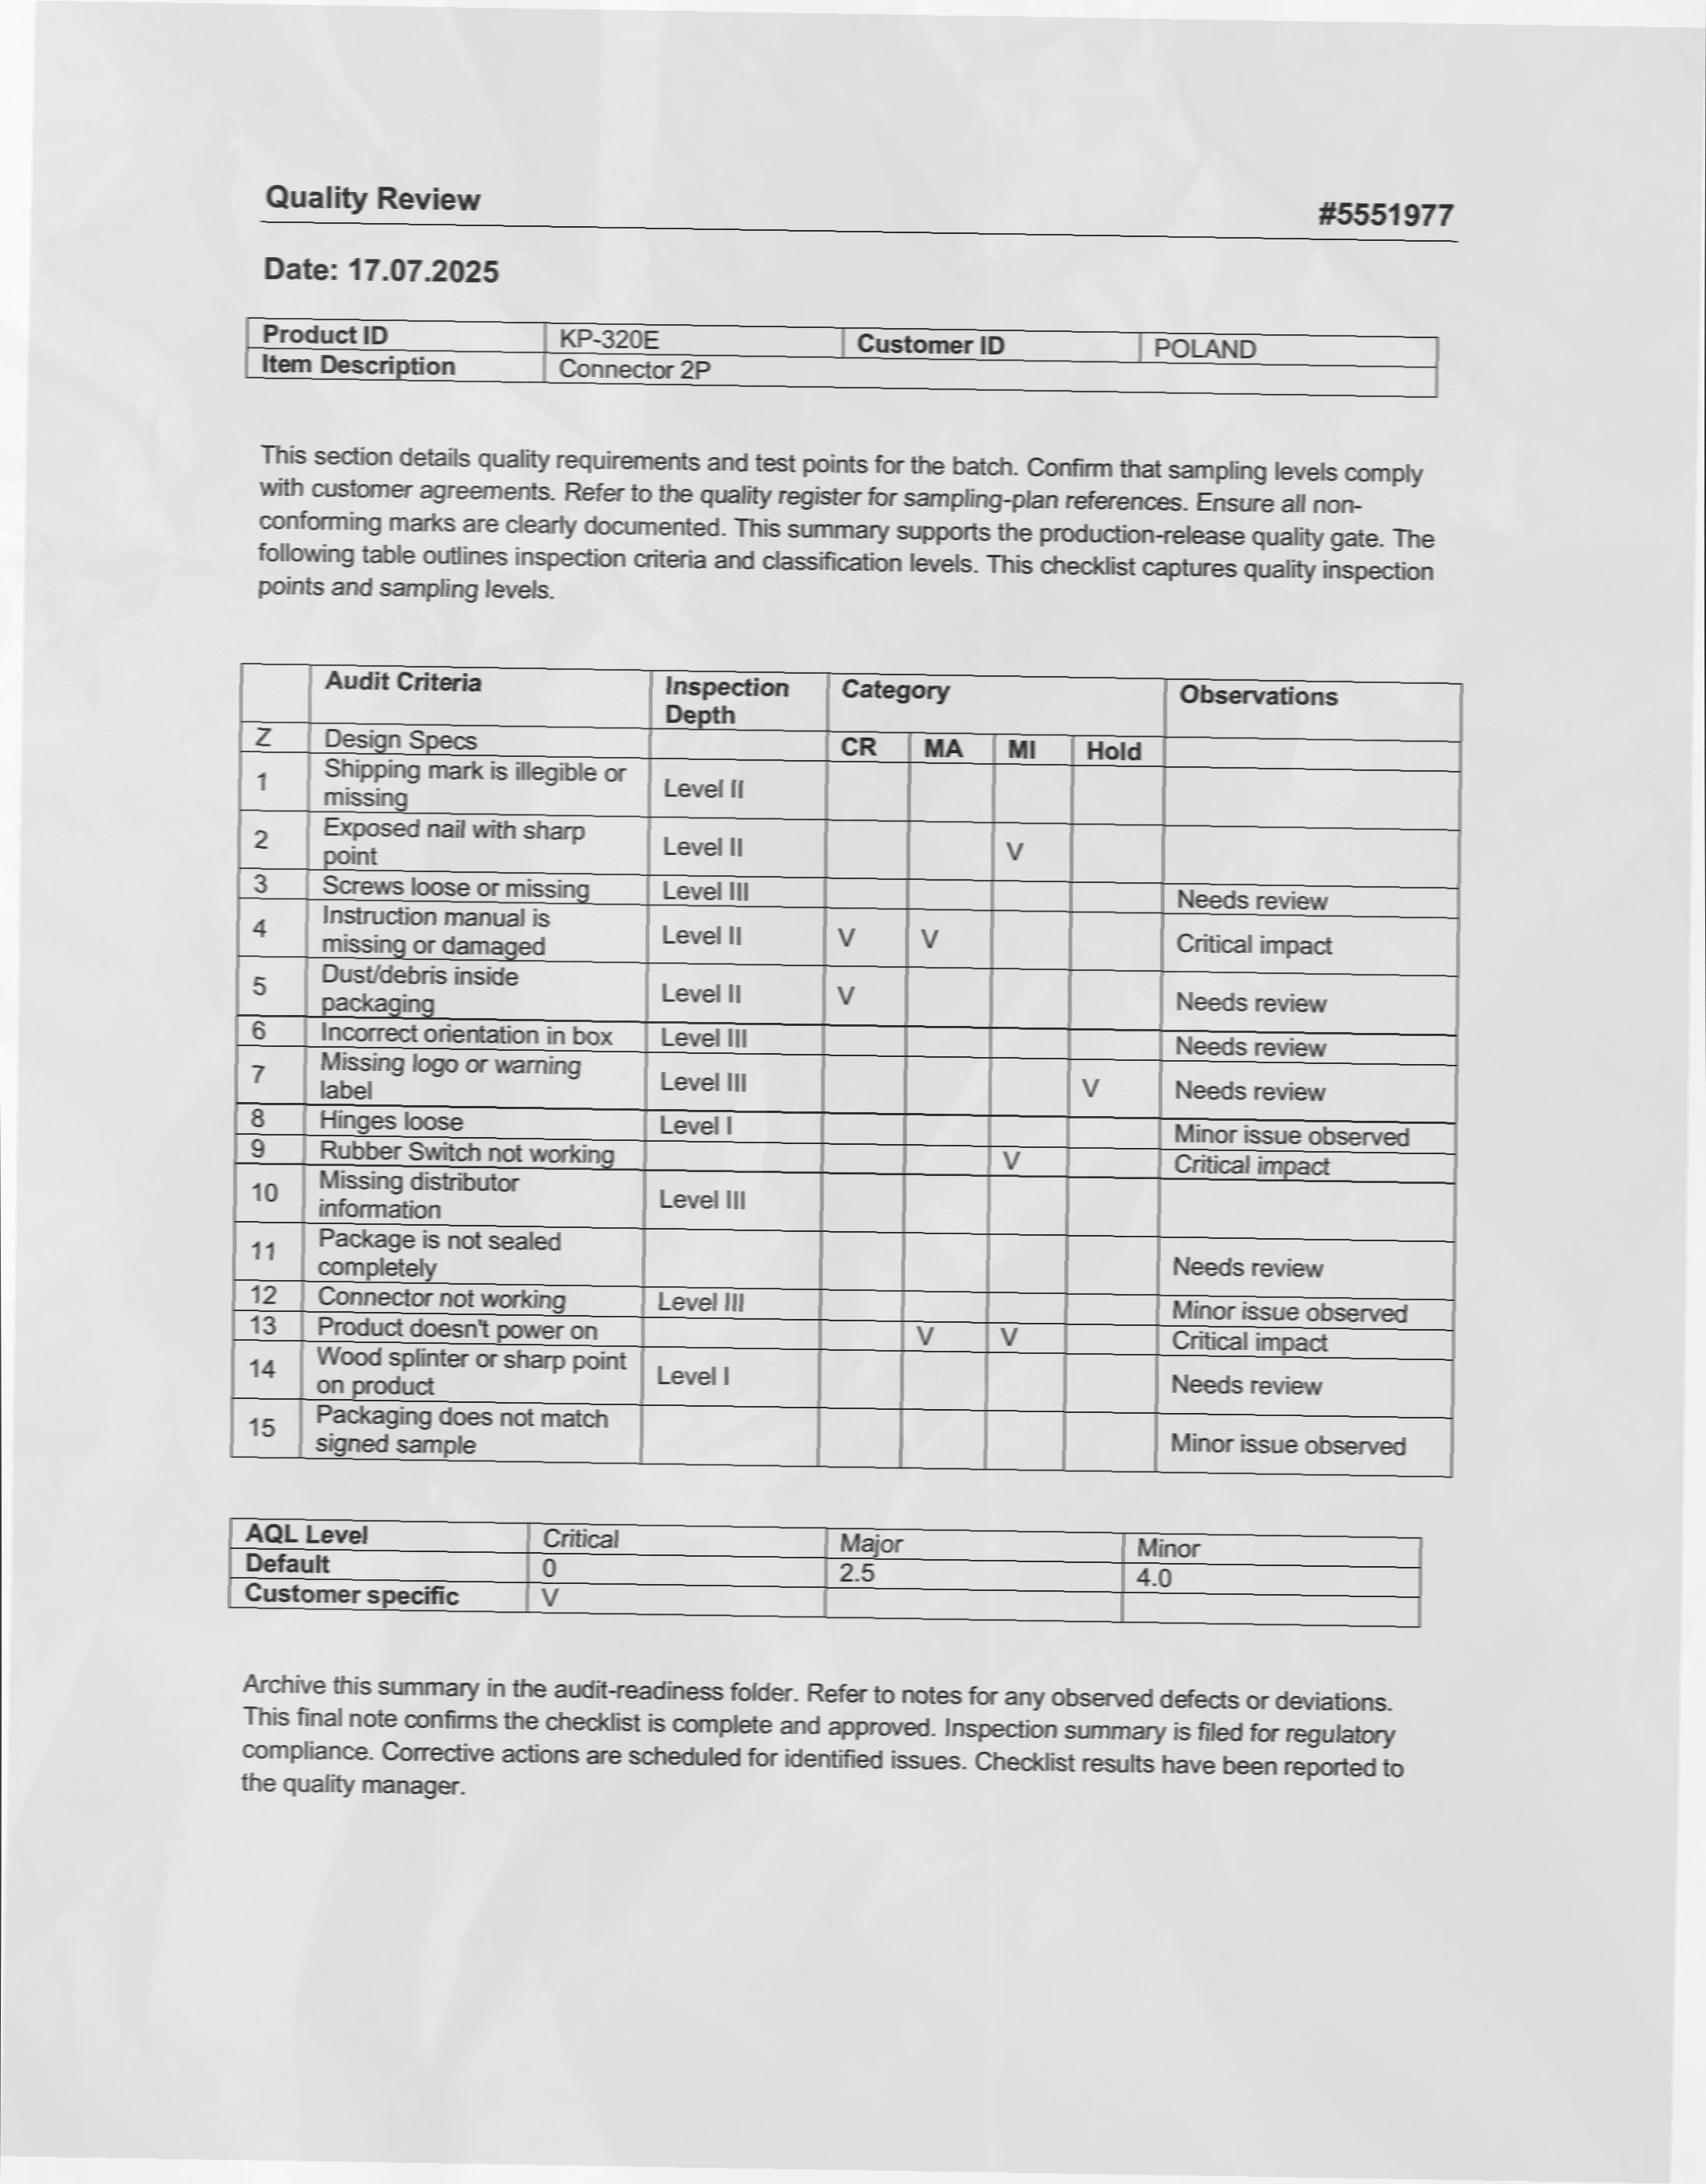 Quality Review #5551977
Date: 17.07.2025
Product ID KP-320E Customer ID POLAND
Item Description Connector 2P
This section details quality requirements and test points for the batch. Confirm that sampling levels comply
with customer agreements. Refer to the quality register for sampling-plan references. Ensure all non-
conforming marks are clearly documented. This summary supports the production-release quality gate. The
following table outlines inspection criteria and classification levels. This checklist captures quality inspection
points and sampling levels.
Audit Criteria Inspection Category Observations
Depth
Z Design Specs CR MA MI Hold
1 Shipping mark is illegible or
missing Level II
2 Exposed nail with sharp
point Level II V
3 Screws loose or missing Level III Needs review
4 Instruction manual is
missing or damaged Level II V V Critical impact
5 Dust/debris inside
packaging Level II V Needs review
6 Incorrect orientation in box Level III Needs review
7 Missing logo or warning
label Level III V Needs review
8 Hinges loose Level I Minor issue observed
9 Rubber Switch not working V Critical impact
10 Missing distributor
information Level III
11 Package is not sealed
completely Needs review
12 Connector not working Level III Minor issue observed
13 Product doesn't power on V V Critical impact
14 Wood splinter or sharp point
on product Level I Needs review
15 Packaging does not match
signed sample Minor issue observed
AQL Level Critical Major Minor
Default 0 2.5 4.0
Customer specific V
Archive this summary in the audit-readiness folder. Refer to notes for any observed defects or deviations.
This final note confirms the checklist is complete and approved. Inspection summary is filed for regulatory
compliance. Corrective actions are scheduled for identified issues. Checklist results have been reported to
the quality manager.